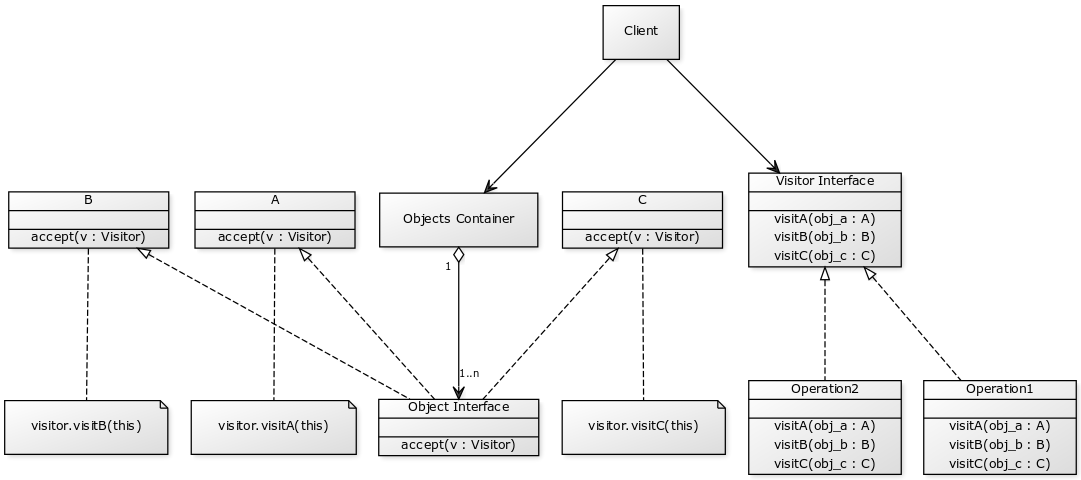 Client
B
accept(v : Visitor)
A
accept(v : Visitor)
Objects Container
1
1..n
C
accept(v : Visitor)
Visitor Interface
visitA(obj_a : A)
visitB(obj_b : B)
visitC(obj_c : C)
visitor.visitB(this)
visitor.visitA(this)
Object Interface
accept(v : Visitor)
visitor.visitC(this)
Operation2
visitA(obj_a : A)
visitB(obj_b : B)
visitC(obj_c : C)
Operation1
visitA(obj_a : A)
visitB(obj_b : B)
visitC(obj_c : C)